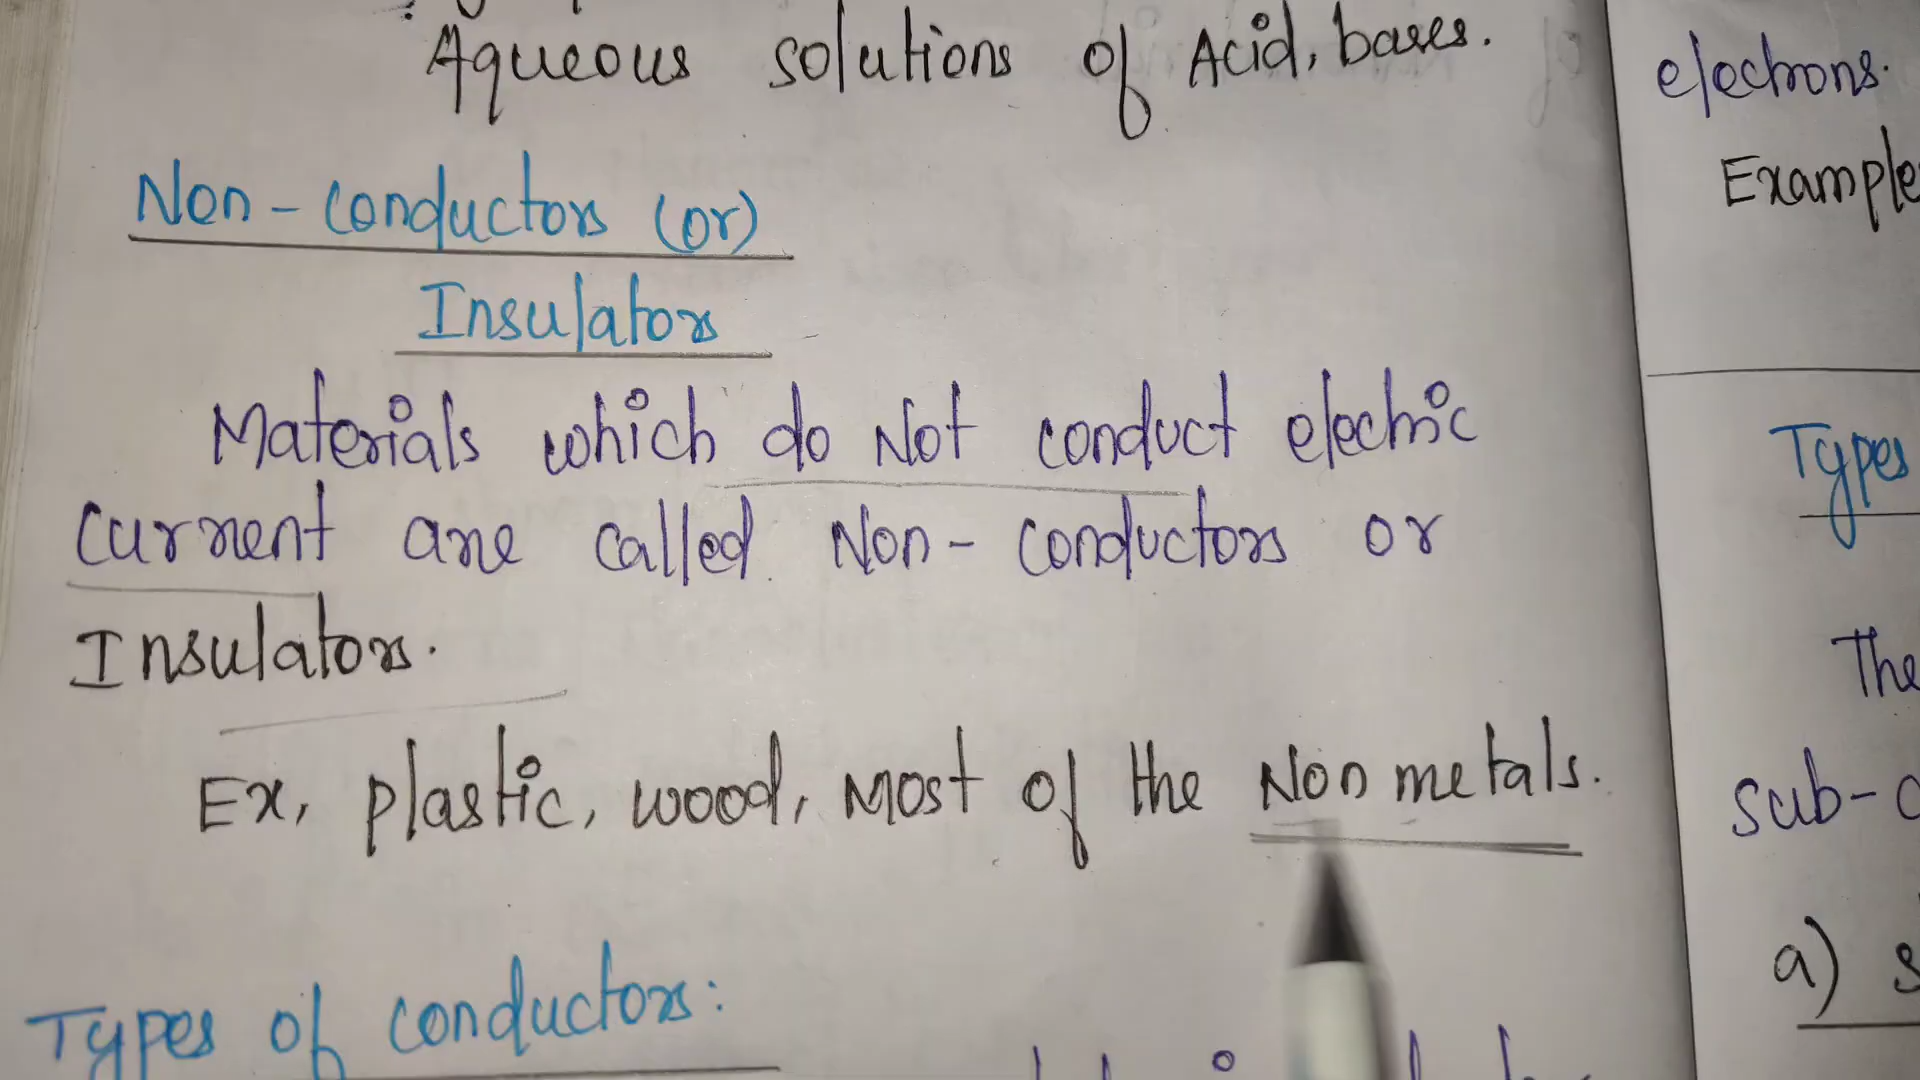 Aqueous solutions of Acid, bases.
Non-conductors (or)
Insulators
Materials which do Not conduct electric
current are called Non-conductors or
Insulators.
Ex, plastic, wood, Most of the Non metals.
Types of conductors:
electrons.
Example
Types
The
sub-c
a) s